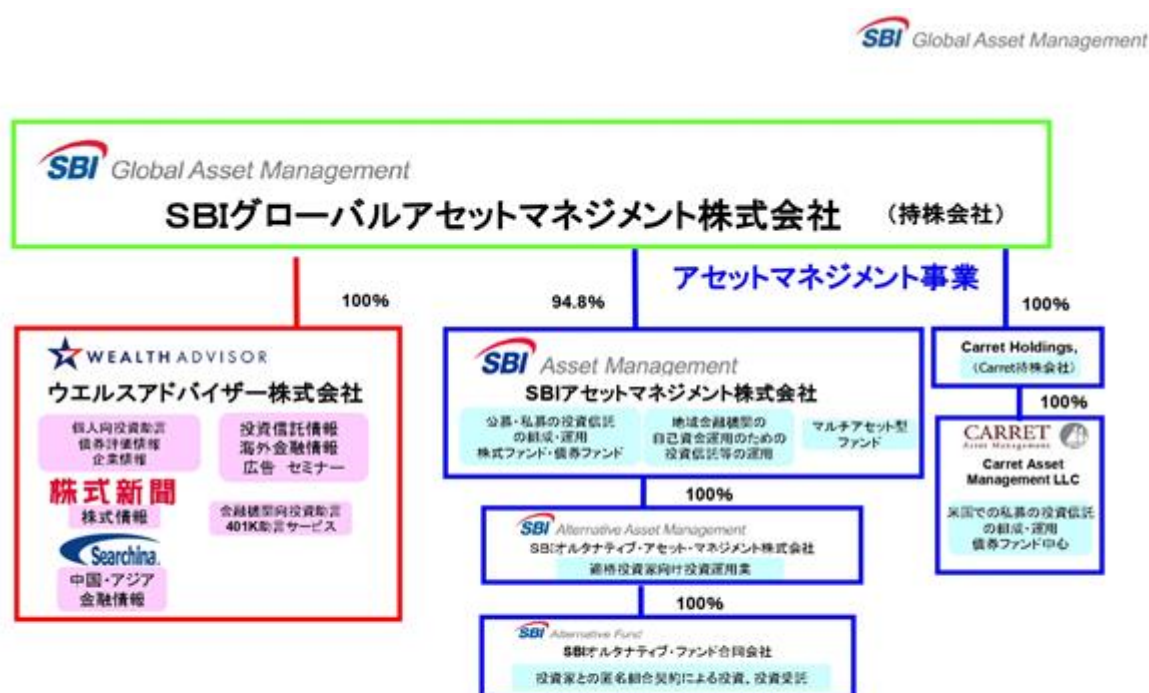 SBI Global Asset Management
SBI Global Asset Management
SBIグローバルアセットマネジメント株式会社 (持株会社)
アセットマネジメント事業
100%
94.8%
100%
WEALTH ADVISOR
ウエルスアドバイザー株式会社
個人向投資助言
債券評価情報
企業情報
投資信託情報
海外金融情報
広告 セミナー
株式新聞
株式情報
金融機関向投資助言
401K助言サービス
Searchina.
中国・アジア
金融情報
SBI Asset Management
SBIアセットマネジメント株式会社
公募・私募の投資信託
の組成・運用
株式ファンド・債券ファンド
地域金融機関の
自己資金運用のための
投資信託等の運用
マルチアセット型
ファンド
100%
SBI Alternative Asset Management
SBIオルタナティブ・アセット・マネジメント株式会社
適格投資家向け投資運用業
100%
SBI Alternative Fund
SBIオルタナティブ・ファンド合同会社
投資家との匿名組合契約による投資、投資受託
Carret Holdings,
(Carret持株会社)
100%
CARRET
Asset Management
Carret Asset
Management LLC
米国での私募の投資信託
の組成・運用
債券ファンド中心